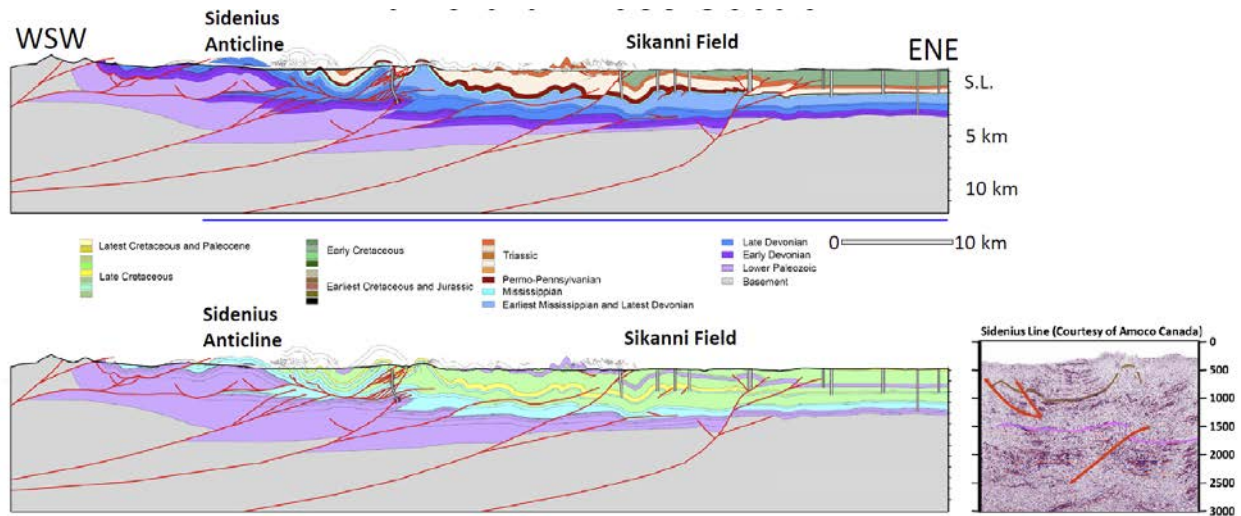 Sidenius
Anticline
WSW
Sikanni Field
ENE
S.L.
5 km
10 km
Latest Cretaceous and Paleocene
Late Cretaceous
Early Cretaceous
Earliest Cretaceous and Jurassic
Triassic
Permo-Pennsylvanian
Mississippian
Earliest Mississippian and Latest Devonian
Late Devonian
Early Devonian
Lower Paleozoic
Basement
0 10 km
Sidenius
Anticline
Sikanni Field
Sidenius Line (Courtesy of Amoco Canada)
0
500
1000
1500
2000
2500
3000